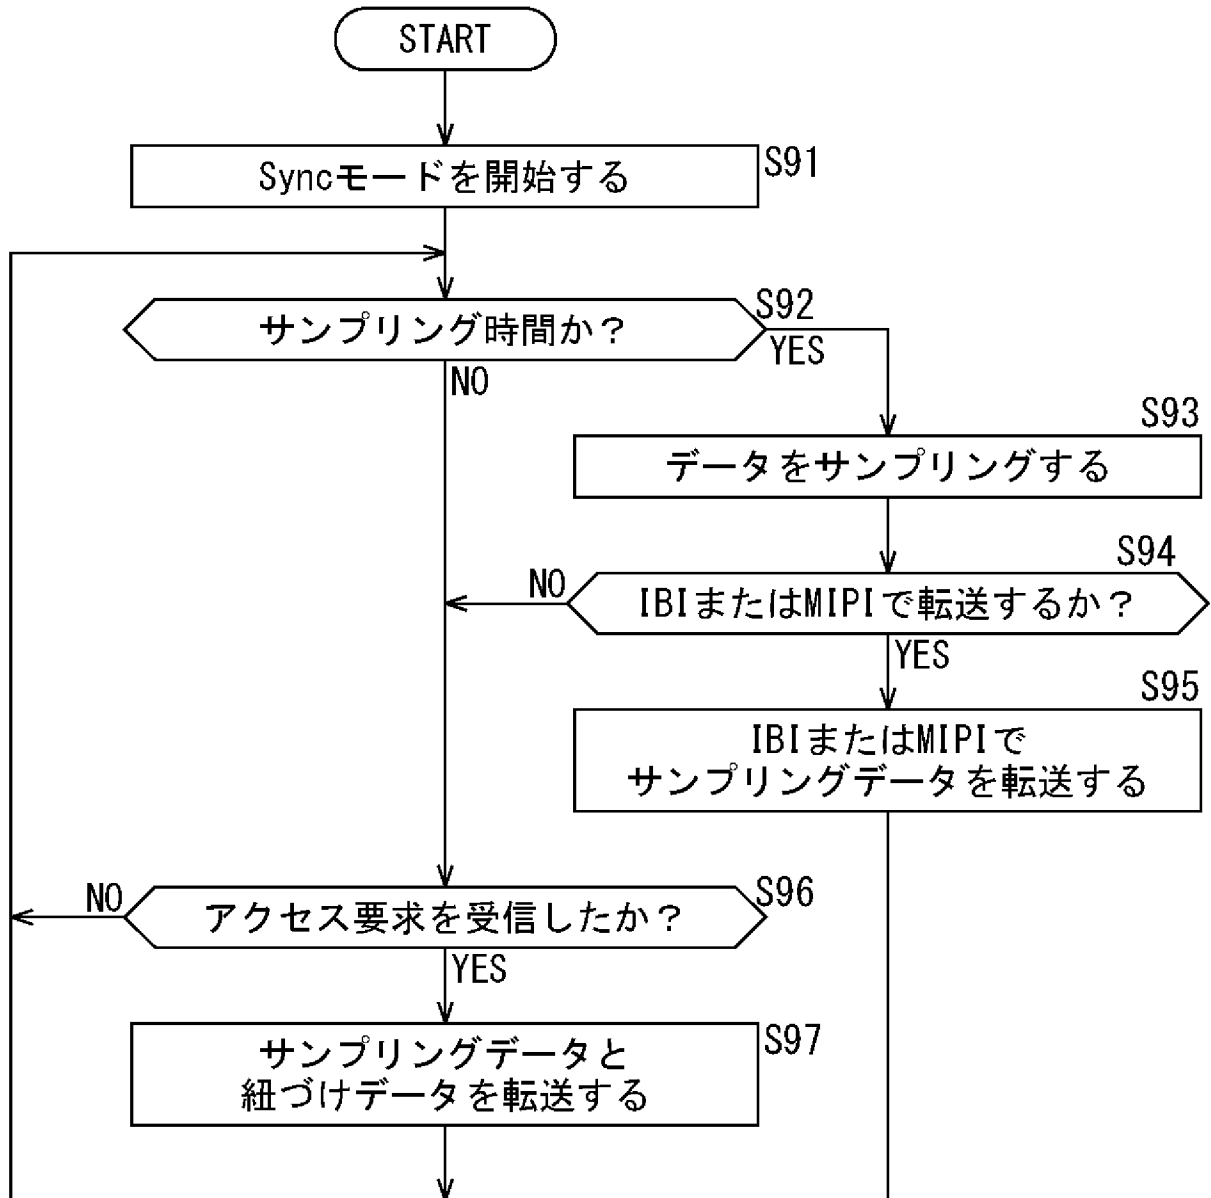 START
Syncモードを開始する
S91
サンプリング時間か?
S92
YES
NO
S93
データをサンプリングする
S94
NO
IBIまたはMIPIで転送するか?
YES
S95
IBIまたはMIPIで
サンプリングデータを転送する
NO
アクセス要求を受信したか?
S96
YES
サンプリングデータと
紐づけデータを転送する
S97